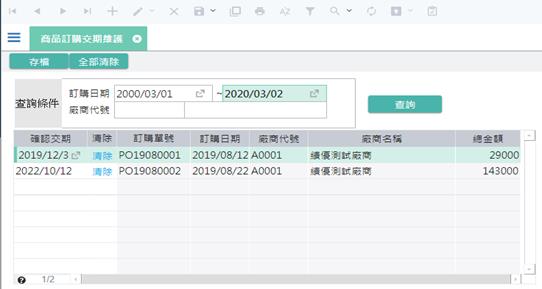 商品訂購交期維護
存檔 全部清除
查詢條件
訂購日期 2000/03/01 ~ 2020/03/02
廠商代號
查詢
確認交期 清除 訂購單號 訂購日期 廠商代號 廠商名稱 總金額
2019/12/3 清除 PO19080001 2019/08/12 A0001 績優測試廠商 29000
2022/10/12 清除 PO19080002 2019/08/22 A0001 績優測試廠商 143000
1/2